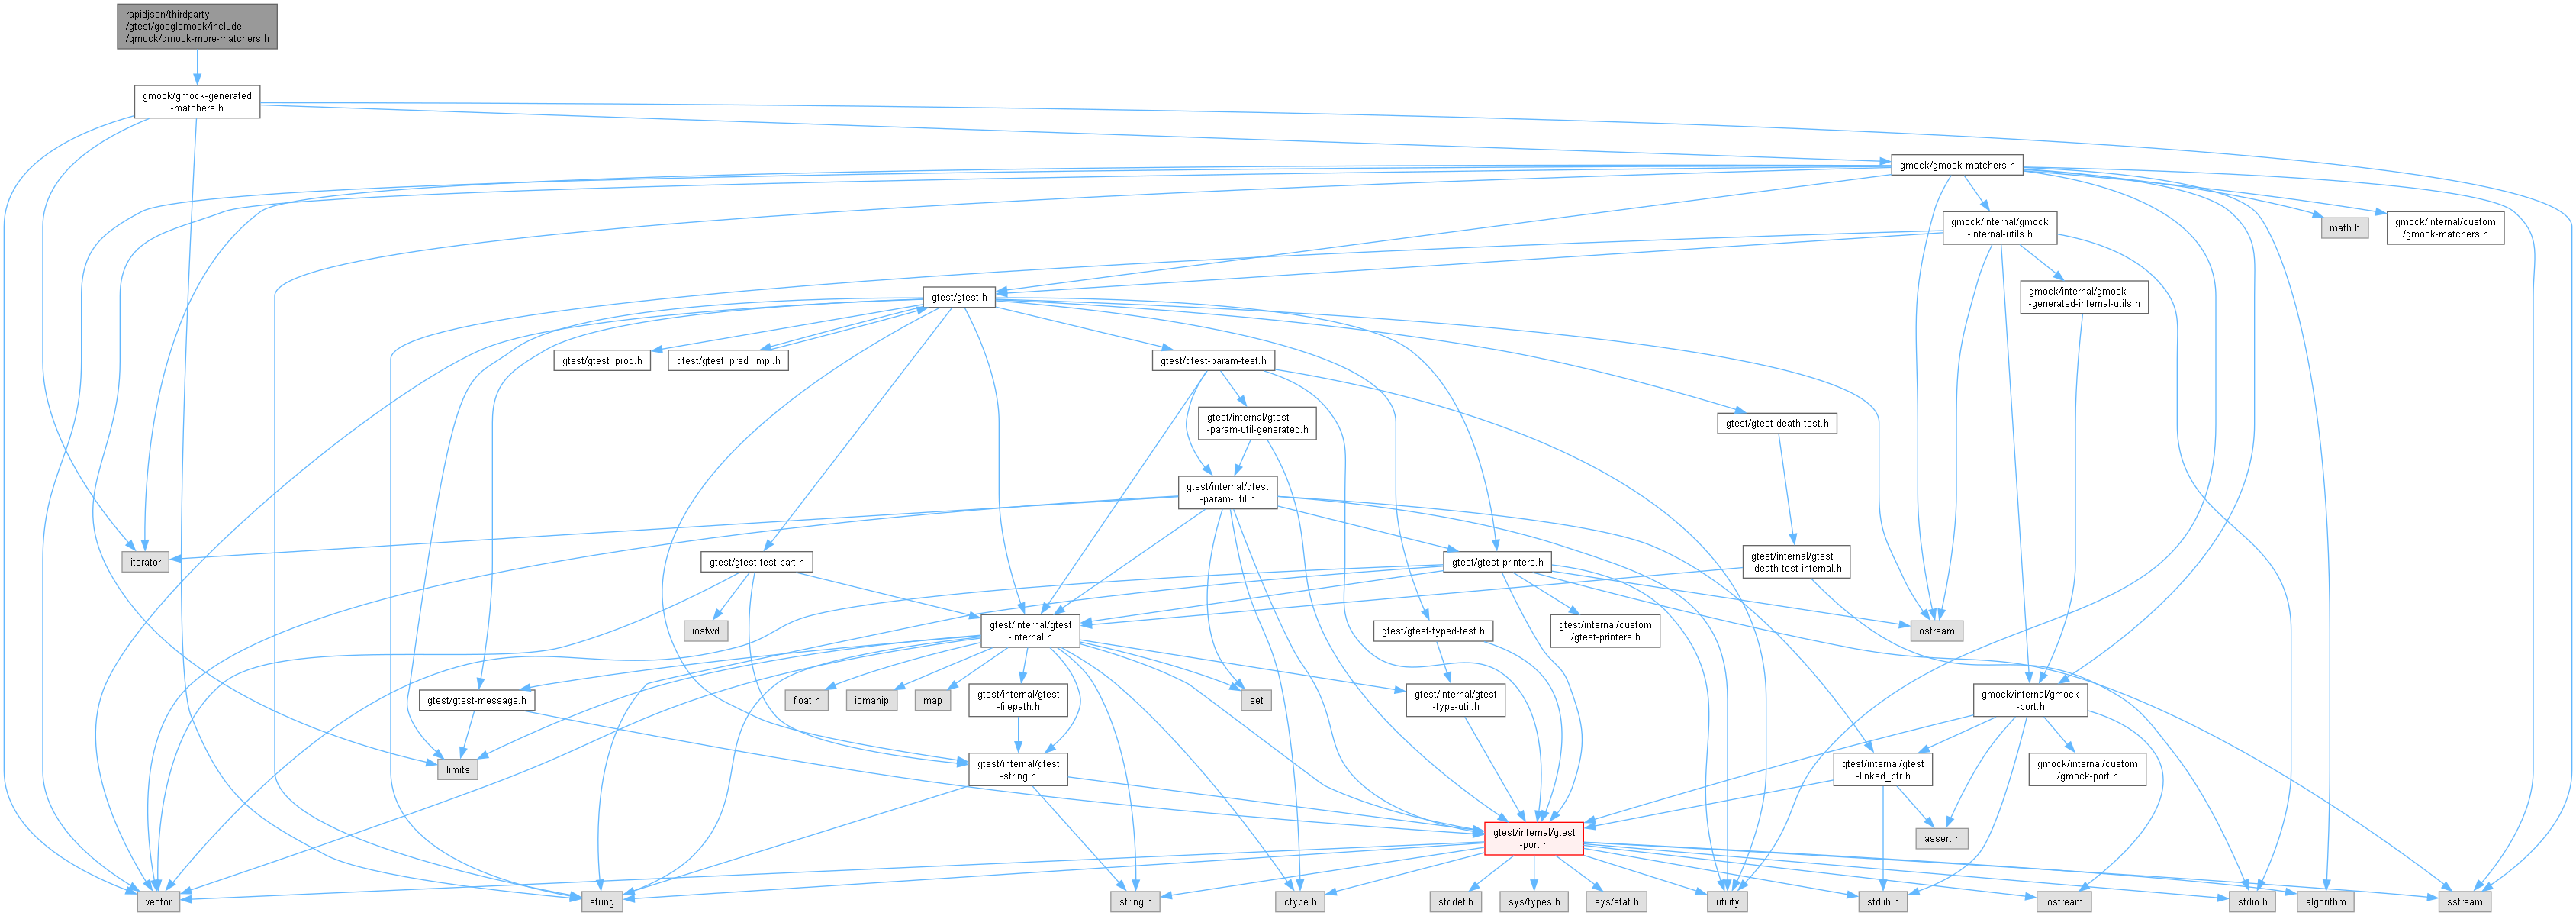 rapidjson/thirdparty
/gtest/googlemock/include
/gmock/gmock-more-matchers.h
gmock/gmock-generated
-matchers.h
gmock/gmock-matchers.h
gmock/internal/gmock
-internal-utils.h
math.h
gmock/internal/custom
/gmock-matchers.h
gtest/gtest.h
gmock/internal/gmock
-generated-internal-utils.h
gtest/gtest_prod.h
gtest/gtest_pred_impl.h
gtest/gtest-param-test.h
gtest/internal/gtest
-param-util-generated.h
gtest/gtest-death-test.h
gtest/internal/gtest
-param-util.h
iterator
gtest/gtest-test-part.h
gtest/gtest-printers.h
gtest/internal/gtest
-death-test-internal.h
iosfwd
gtest/internal/gtest
-internal.h
gtest/gtest-typed-test.h
gtest/internal/custom
/gtest-printers.h
ostream
gtest/gtest-message.h
float.h
iomanip
map
gtest/internal/gtest
-filepath.h
set
gtest/internal/gtest
-type-util.h
gmock/internal/gmock
-port.h
limits
gtest/internal/gtest
-string.h
gtest/internal/gtest
-linked_ptr.h
gmock/internal/custom
/gmock-port.h
gtest/internal/gtest
-port.h
assert.h
vector
string
string.h
ctype.h
stddef.h
sys/types.h
sys/stat.h
utility
stdlib.h
iostream
stdio.h
algorithm
sstream